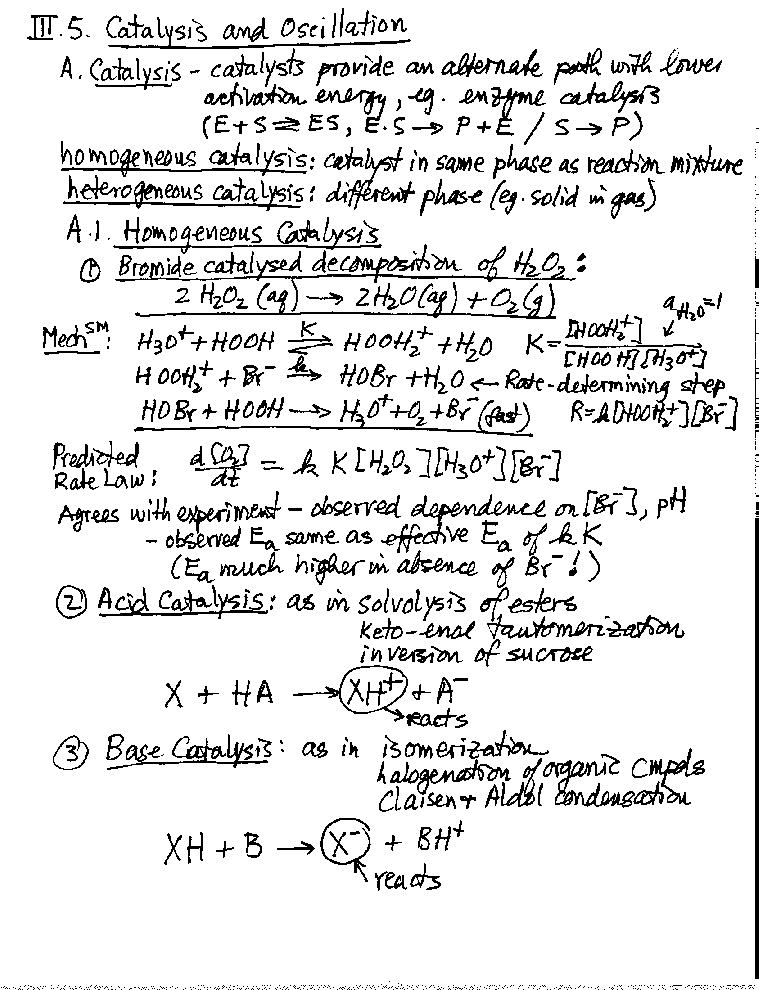 III.5. Catalysis and Oscillation
A. Catalysis - catalysts provide an alternate path with lower
activation energy, eg. enzyme catalysis
(E+S ⇌ ES, E·S → P+E / S → P)
homogeneous catalysis: catalyst in same phase as reaction mixture
heterogeneous catalysis: different phase (eg. solid in gas)
A.1. Homogeneous Catalysis
① Bromide catalysed decomposition of H₂O₂:
2 H₂O₂ (aq) → 2H₂O(aq) + O₂(g)
a H₂O=1
Mech^SM: H₃O⁺ + HOOH ⇌ᴷ HOOH₂⁺ + H₂O K = [HOOH₂⁺] / [HOOH][H₃O⁺]
HOOH₂⁺ + Br⁻ →ᵏ HOBr + H₂O ← Rate-determining step
HOBr + HOOH → H₃O⁺ + O₂ + Br⁻ (fast) R=k[HOOH₂⁺][Br⁻]
Predicted
Rate Law: d[O₂]/dt = k K [H₂O₂][H₃O⁺][Br⁻]
Agrees with experiment - observed dependence on [Br⁻], pH
- observed Ea same as effective Ea of kK
(Ea much higher in absence of Br⁻!)
② Acid Catalysis: as in solvolysis of esters
Keto-enol tautomerization
inversion of sucrose
X + HA → XH⁺ + A⁻
reacts
③ Base Catalysis: as in isomerization
halogenation of organic cmpds
Claisen + Aldol condensation
XH + B → X⁻ + BH⁺
reacts